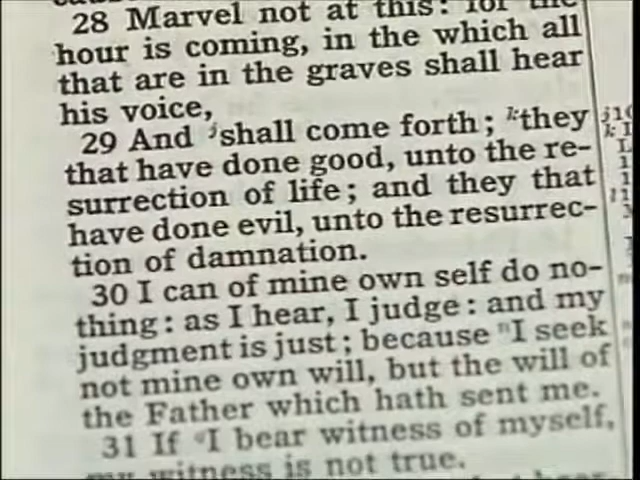 28 Marvel not at this: for the
hour is coming, in the which all
that are in the graves shall hear
his voice,
29 And jshall come forth; kthey
that have done good, unto the re-
surrection of life; and they that
have done evil, unto the resurrec-
tion of damnation.
30 I can of mine own self do no-
thing: as I hear, I judge: and my
judgment is just; because nI seek
not mine own will, but the will of
the Father which hath sent me.
31 If oI bear witness of myself,
my witness is not true.